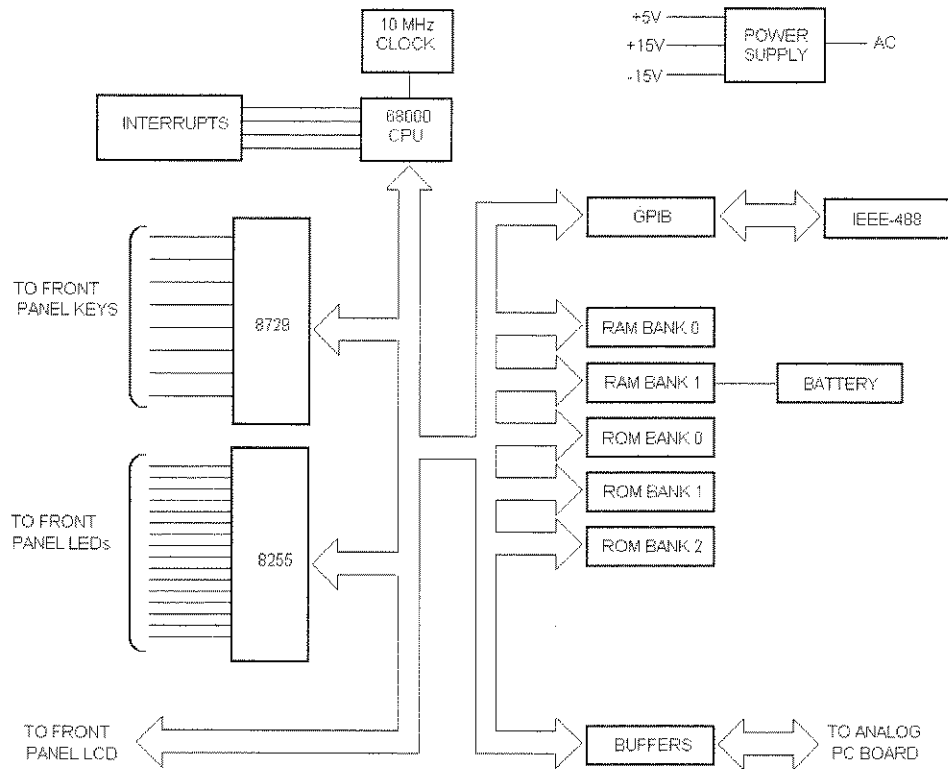 10 MHz
CLOCK
+5V
+15V
-15V
POWER
SUPPLY
AC
INTERRUPTS
68000
CPU
GPIB
IEEE-488
TO FRONT
PANEL KEYS
8729
RAM BANK 0
RAM BANK 1
BATTERY
ROM BANK 0
ROM BANK 1
ROM BANK 2
TO FRONT
PANEL LEDs
8255
TO FRONT
PANEL LCD
BUFFERS
TO ANALOG
PC BOARD